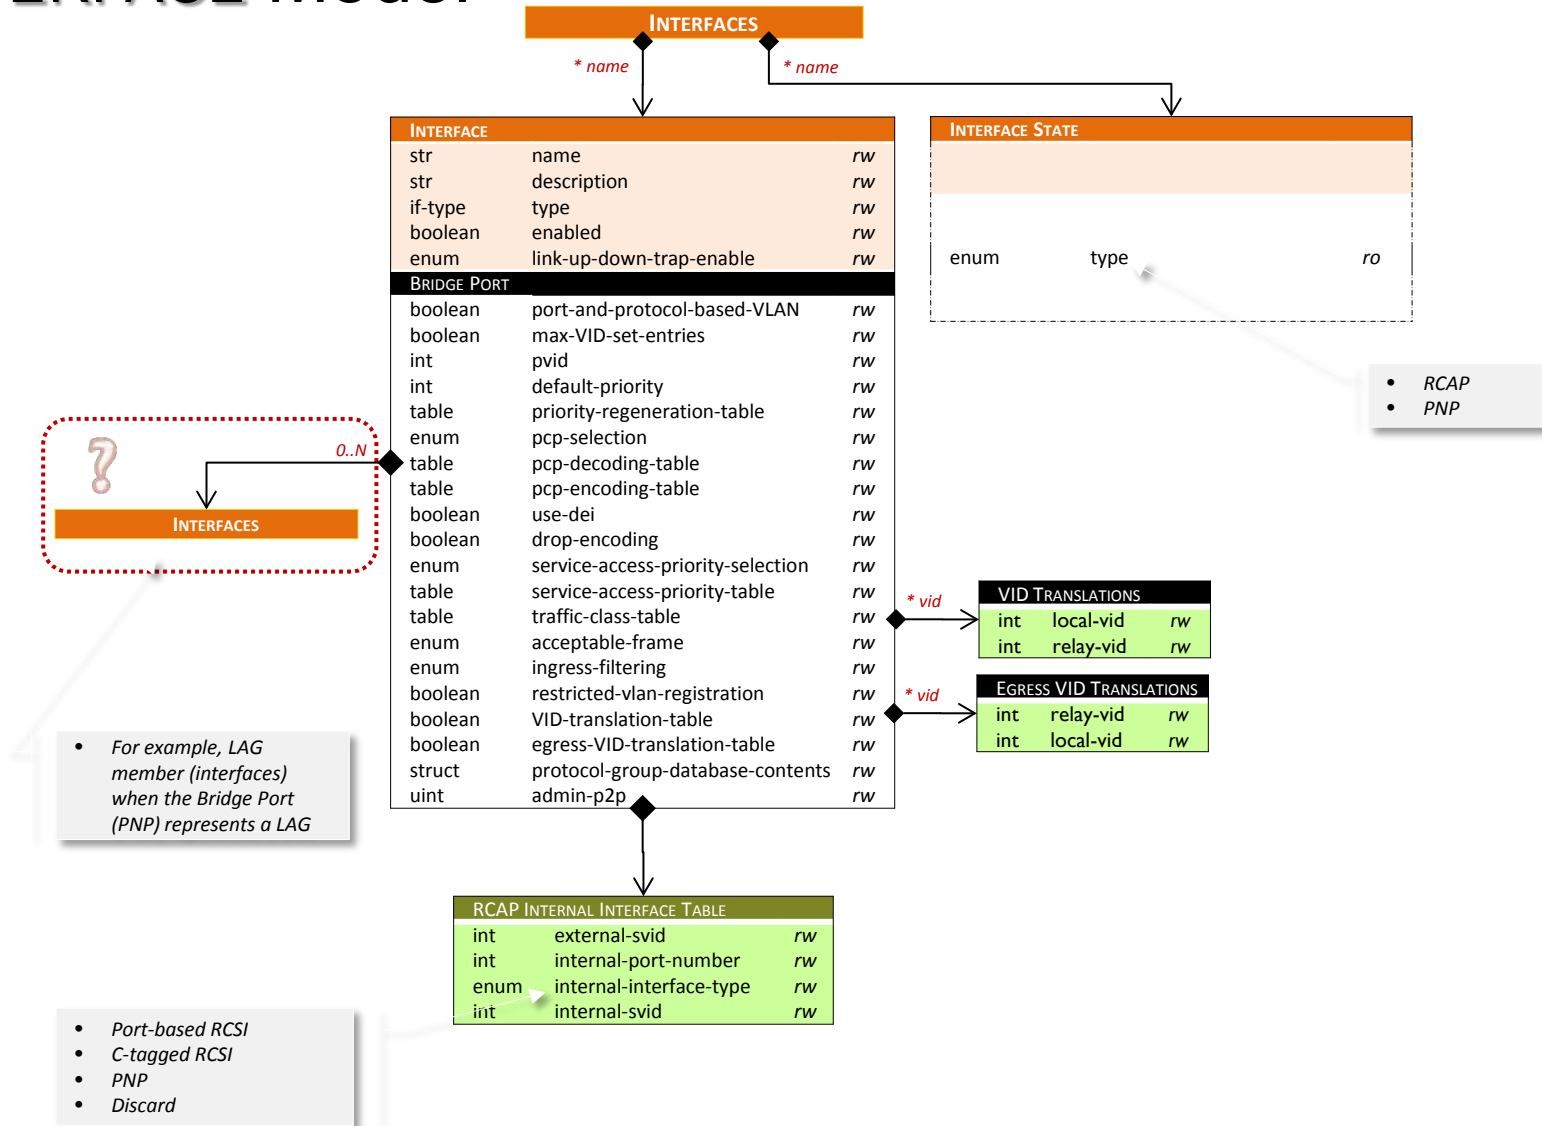 INTERFACES
* name
* name
INTERFACE
str name rw
str description rw
if-type type rw
boolean enabled rw
enum link-up-down-trap-enable rw
BRIDGE PORT
boolean port-and-protocol-based-VLAN rw
boolean max-VID-set-entries rw
int pvid rw
int default-priority rw
table priority-regeneration-table rw
enum pcp-selection rw
table pcp-decoding-table rw
table pcp-encoding-table rw
boolean use-dei rw
boolean drop-encoding rw
enum service-access-priority-selection rw
table service-access-priority-table rw
table traffic-class-table rw
enum acceptable-frame rw
enum ingress-filtering rw
boolean restricted-vlan-registration rw
boolean VID-translation-table rw
boolean egress-VID-translation-table rw
struct protocol-group-database-contents rw
uint admin-p2p rw
INTERFACE STATE
enum type ro
• RCAP
• PNP
?
0..N
INTERFACES
• For example, LAG
member (interfaces)
when the Bridge Port
(PNP) represents a LAG
* vid
VID TRANSLATIONS
int local-vid rw
int relay-vid rw
* vid
EGRESS VID TRANSLATIONS
int relay-vid rw
int local-vid rw
RCAP INTERNAL INTERFACE TABLE
int external-svid rw
int internal-port-number rw
enum internal-interface-type rw
int internal-svid rw
• Port-based RCSI
• C-tagged RCSI
• PNP
• Discard